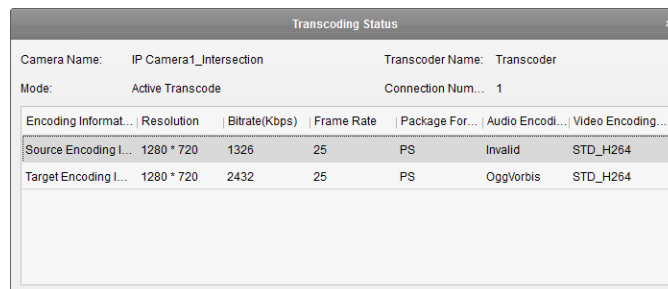 Transcoding Status
Camera Name: IP Camera1_Intersection Transcoder Name: Transcoder
Mode: Active Transcode Connection Num... 1
Encoding Informat... Resolution Bitrate(Kbps) Frame Rate Package For... Audio Encodi... Video Encoding...
Source Encoding I... 1280 * 720 1326 25 PS Invalid STD_H264
Target Encoding I... 1280 * 720 2432 25 PS OggVorbis STD_H264